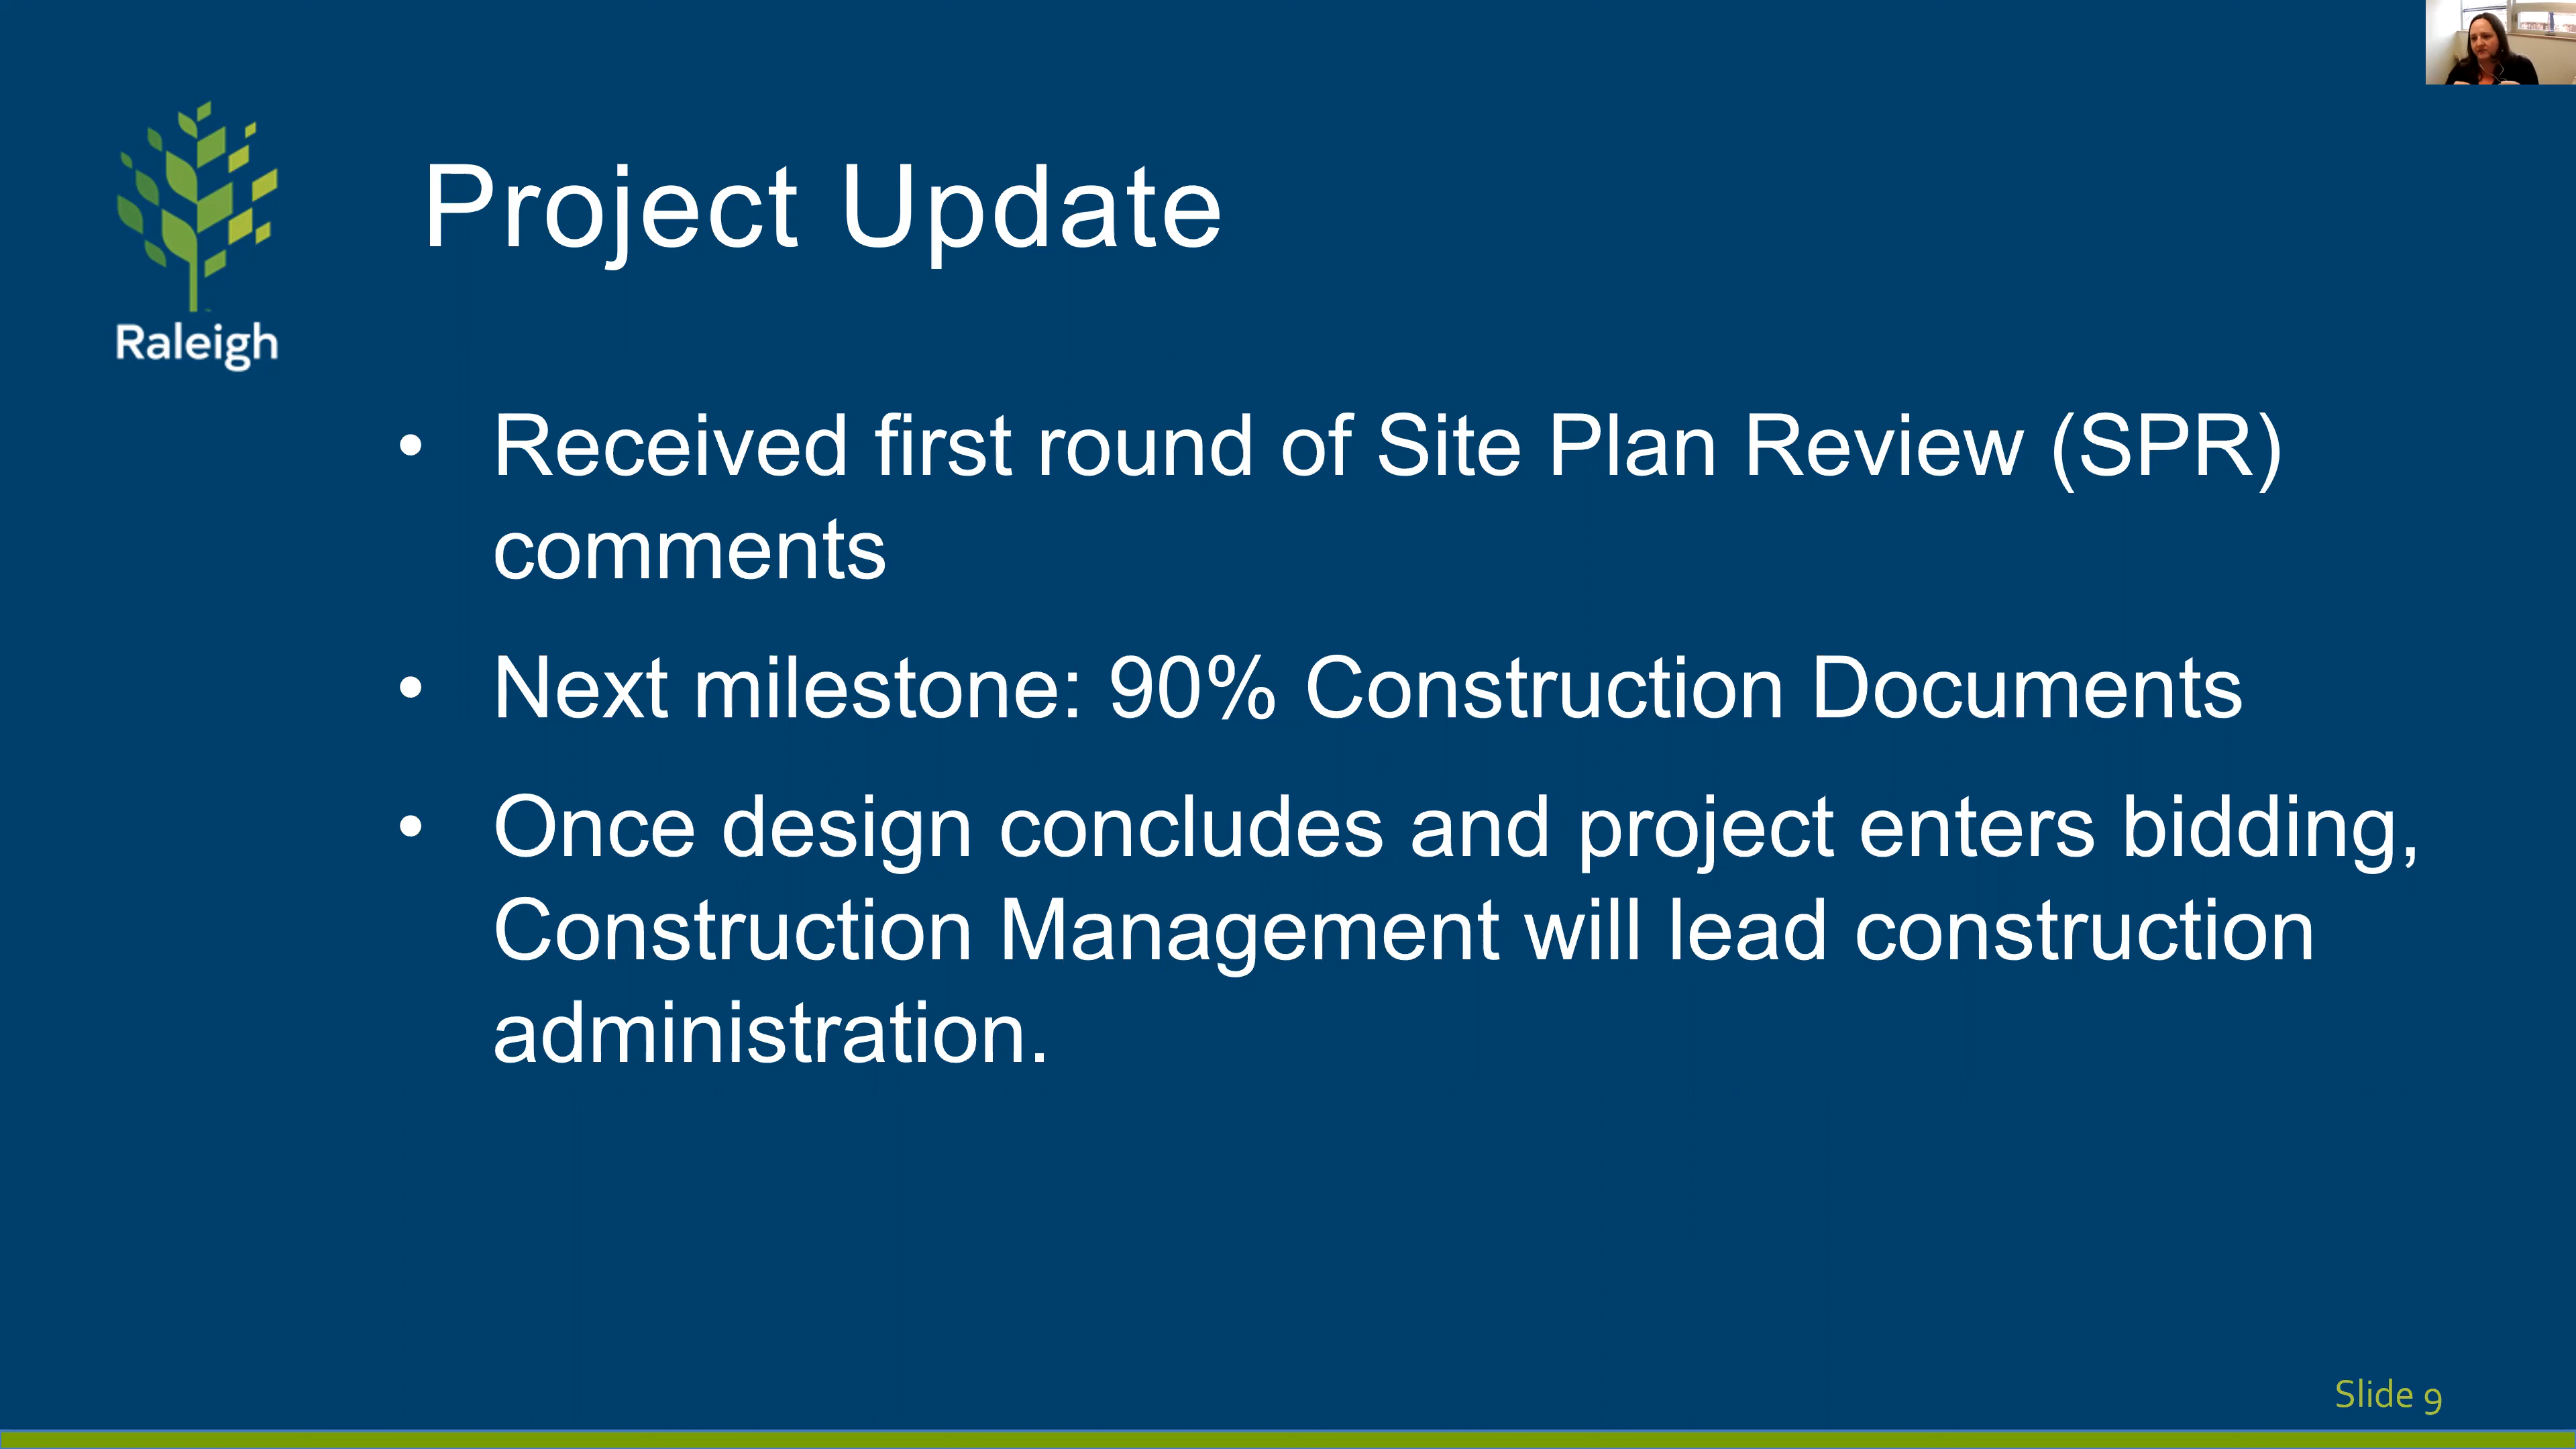 Project Update
Raleigh
• Received first round of Site Plan Review (SPR)
comments
• Next milestone: 90% Construction Documents
• Once design concludes and project enters bidding,
Construction Management will lead construction
administration.
Slide 9